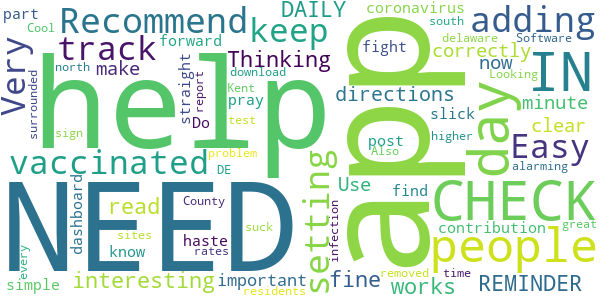 part
Cool
Recommend
forward
DAILY
coronavirus
south
adding
Very
surrounded
track
north
make
keep
Thinking
fight
delaware
Software
correctly
Looking
IN
help
straight
download
report
Kent
pray
Do
sign
test
app
directions
now
minute
day
slick
post
higher
clear
Also
Easy
alarming
vaccinated
problem
DE
setting
Use
find
CHECK
NEED
dashboard
read
County
sites
suck
know
haste
rates
infection
contribution
great
people
interesting
every
simple
important
residents
fine
removed
time
works
REMINDER